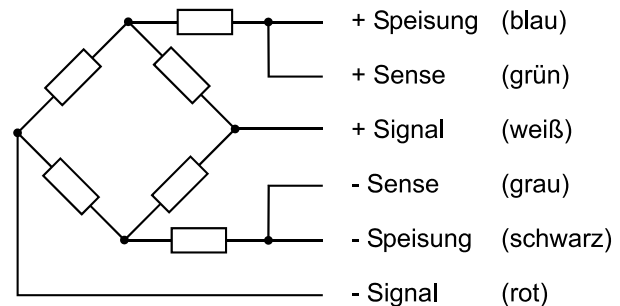 + Speisung (blau)
+ Sense (grün)
+ Signal (weiß)
- Sense (grau)
- Speisung (schwarz)
- Signal (rot)